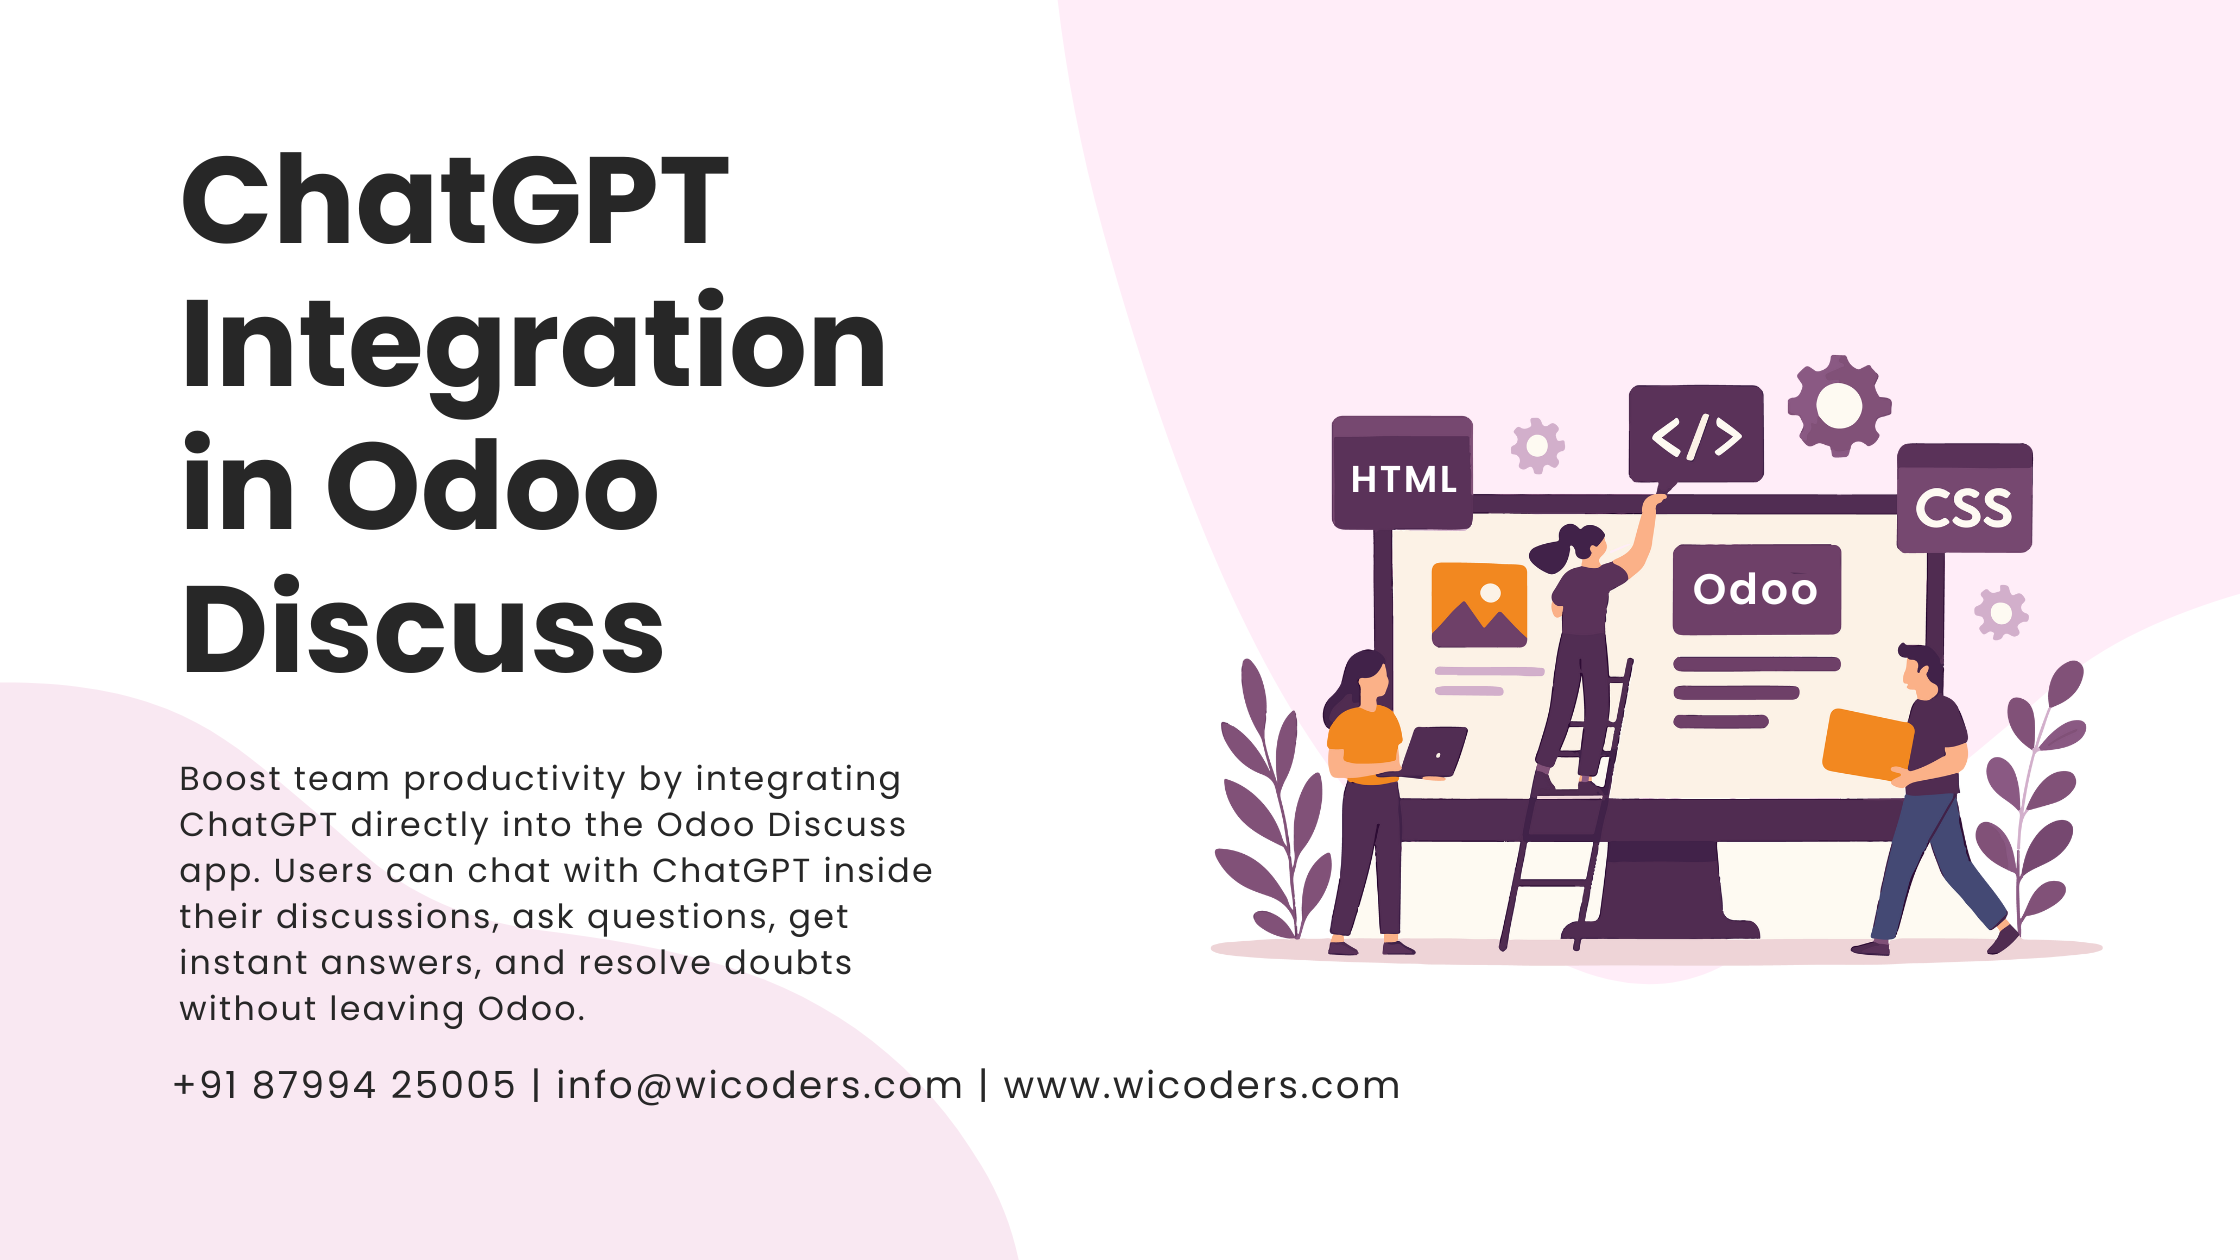 ChatGPT
Integration
in Odoo
Discuss
Boost team productivity by integrating
ChatGPT directly into the Odoo Discuss
app. Users can chat with ChatGPT inside
their discussions, ask questions, get
instant answers, and resolve doubts
without leaving Odoo.
+91 87994 25005 | info@wicoders.com | www.wicoders.com
HTML
</>
CSS
Odoo